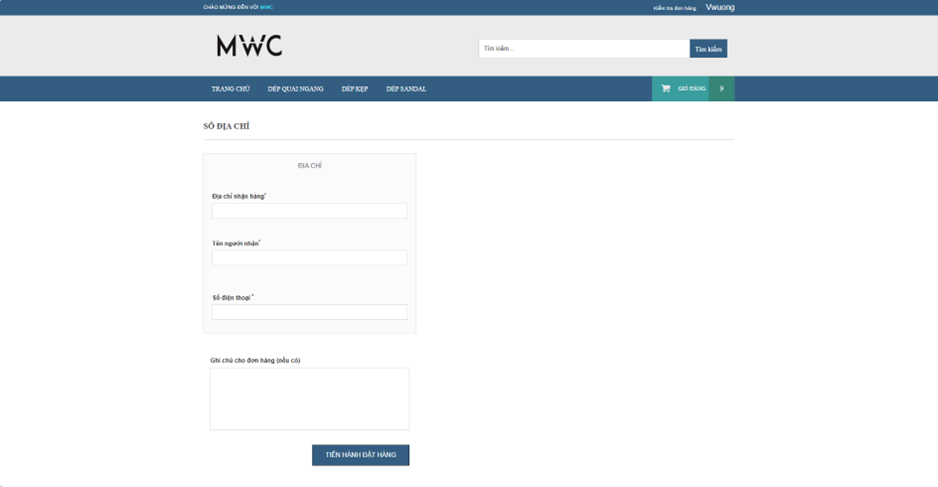 CHÀO MỪNG ĐẾN VỚI MWC
Kiểm tra đơn hàng Vwuong
MWC
Tìm kiếm... Tìm kiếm
TRANG CHỦ DÉP QUAI NGANG DÉP KẸP DÉP SANDAL GIỎ HÀNG 9
SỔ ĐỊA CHỈ
ĐỊA CHỈ
Địa chỉ nhận hàng*
Tên người nhận*
Số điện thoại *
Ghi chú cho đơn hàng (nếu có)
TIẾN HÀNH ĐẶT HÀNG